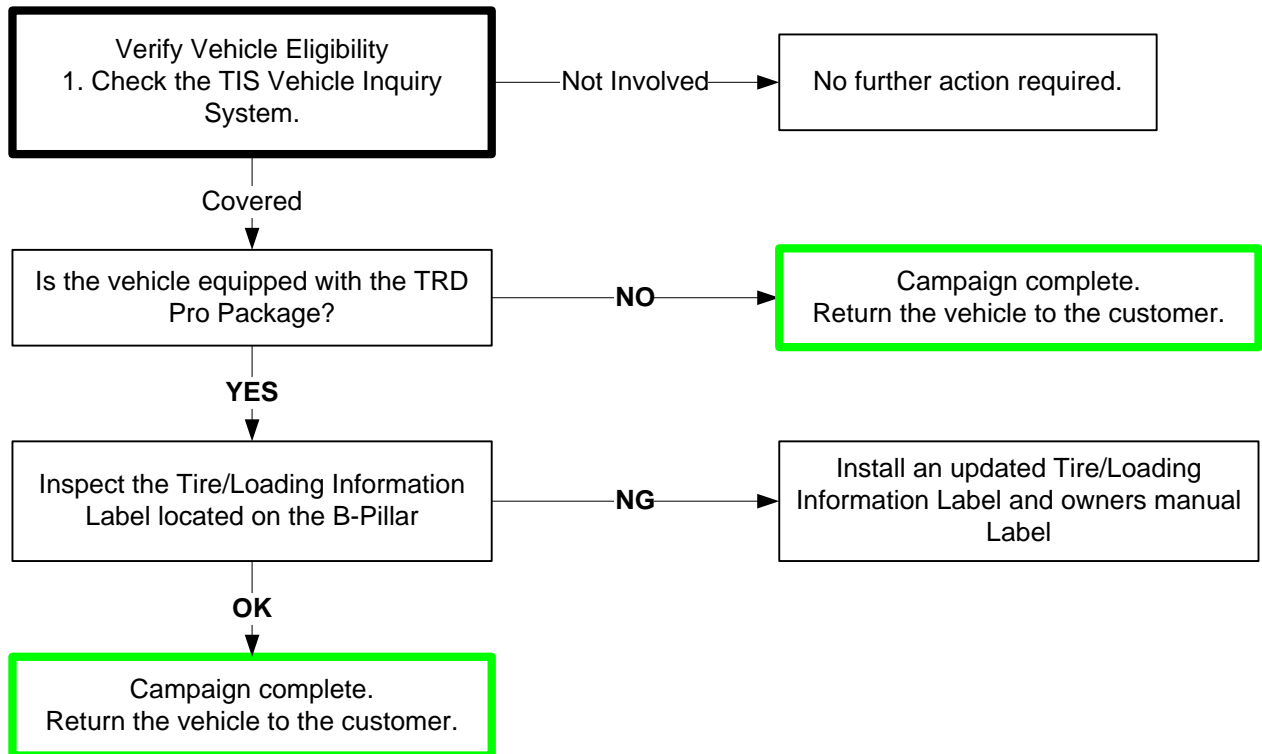 Verify Vehicle Eligibility
1. Check the TIS Vehicle Inquiry
System.
Not Involved
No further action required.
Covered
Is the vehicle equipped with the TRD
Pro Package?
NO
Campaign complete.
Return the vehicle to the customer.
YES
Inspect the Tire/Loading Information
Label located on the B-Pillar
NG
Install an updated Tire/Loading
Information Label and owners manual
Label
OK
Campaign complete.
Return the vehicle to the customer.